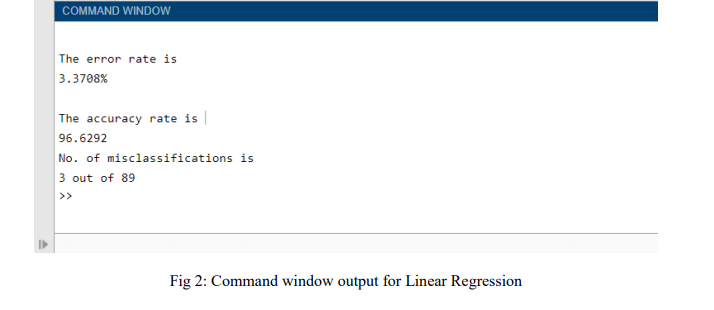 COMMAND WINDOW
The error rate is
3.3708%
The accuracy rate is
96.6292
No. of misclassifications is
3 out of 89
>>
Fig 2: Command window output for Linear Regression